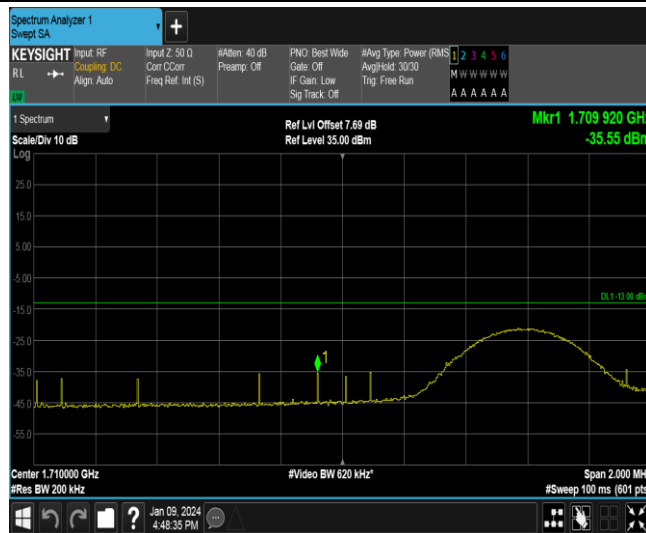 Spectrum Analyzer 1
Swept SA
+
KEYSIGHT
RL
LV
Input: RF
Coupling: DC
Align: Auto
Input Z: 50 Ω
Corr CCorr
Freq Ref: Int (S)
#Atten: 40 dB
Preamp: Off
PNO: Best Wide
Gate: Off
IF Gain: Low
Sig Track: Off
#Avg Type: Power (RMS
Avg|Hold: 30/30
Trig: Free Run
1 2 3 4 5 6
M W W W W W
A A A A A A
1 Spectrum
Scale/Div 10 dB
Log
Ref Lvl Offset 7.69 dB
Ref Level 35.00 dBm
Mkr1 1.709 920 GHz
-35.55 dBm
25.0
15.0
5.00
-5.00
DL1 -13.00 dBm
-15.0
-25.0
-35.0
1
-45.0
-55.0
Center 1.710000 GHz
#Res BW 200 kHz
#Video BW 620 kHz*
Span 2.000 MH
#Sweep 100 ms (601 pts
?
Jan 09, 2024
4:48:35 PM